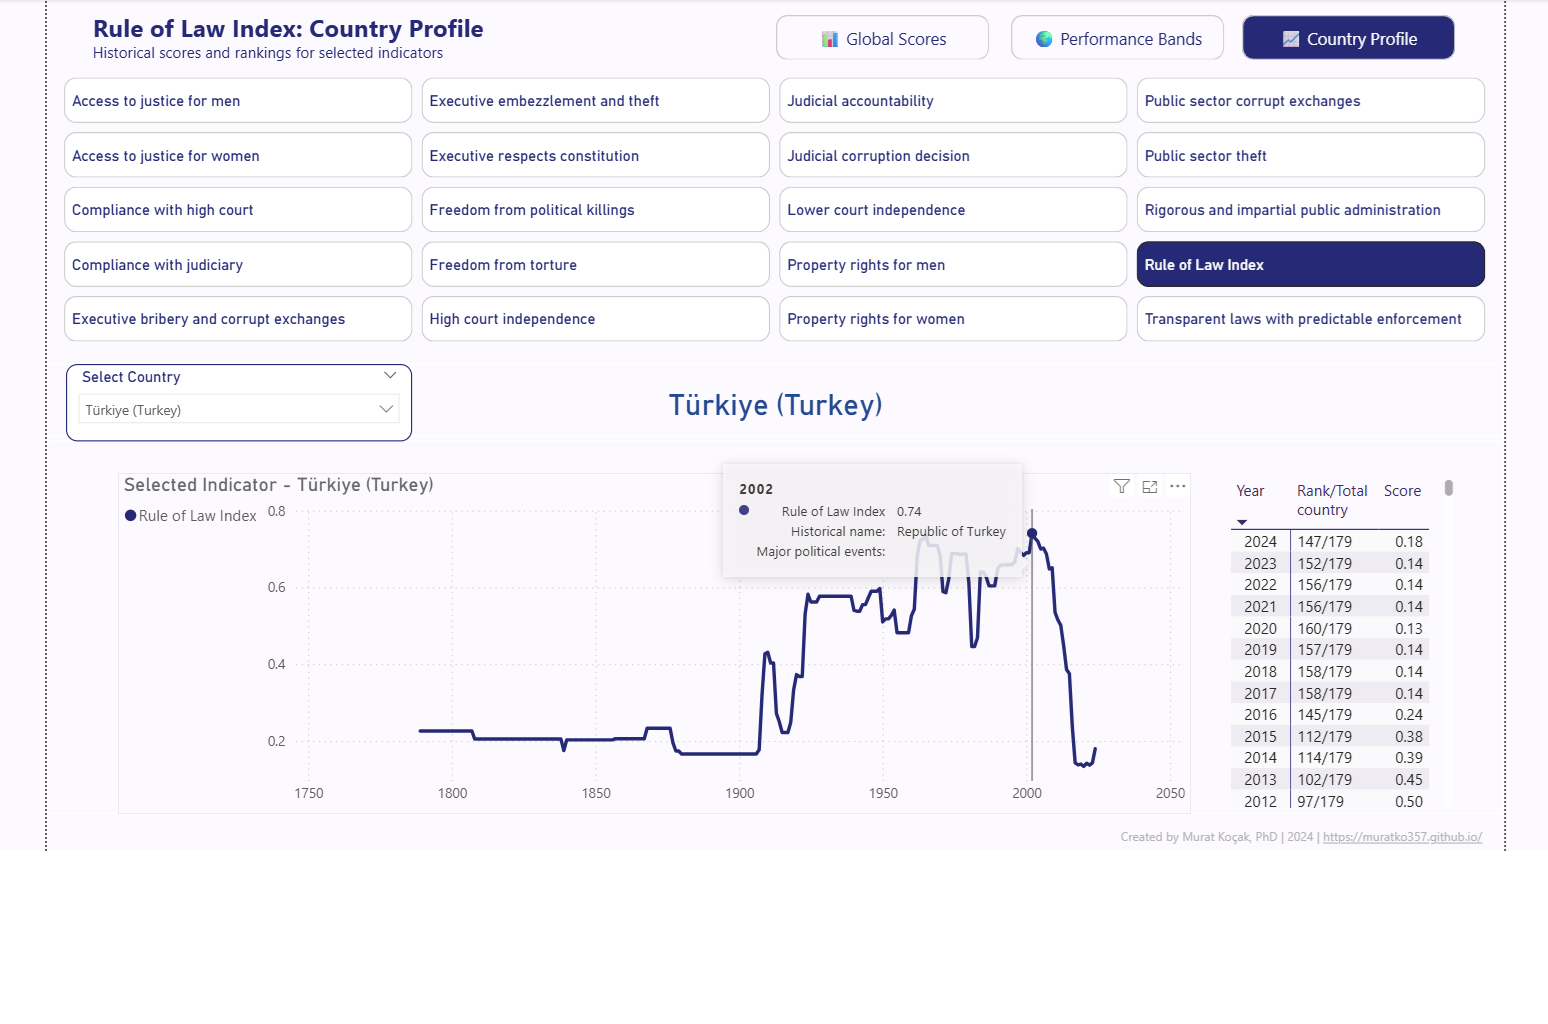 Rule of Law Index: Country Profile
Historical scores and rankings for selected indicators
Global Scores
Performance Bands
Country Profile
Access to justice for men
Executive embezzlement and theft
Judicial accountability
Public sector corrupt exchanges
Access to justice for women
Executive respects constitution
Judicial corruption decision
Public sector theft
Compliance with high court
Freedom from political killings
Lower court independence
Rigorous and impartial public administration
Compliance with judiciary
Freedom from torture
Property rights for men
Rule of Law Index
Executive bribery and corrupt exchanges
High court independence
Property rights for women
Transparent laws with predictable enforcement
Select Country
Türkiye (Turkey)
Türkiye (Turkey)
Selected Indicator - Türkiye (Turkey)
Rule of Law Index
2002
Rule of Law Index 0.74
Historical name: Republic of Turkey
Major political events:
0.8
0.6
0.4
0.2
1750 1800 1850 1900 1950 2000 2050
Year Rank/Total country Score
2024 147/179 0.18
2023 152/179 0.14
2022 156/179 0.14
2021 156/179 0.14
2020 160/179 0.13
2019 157/179 0.14
2018 158/179 0.14
2017 158/179 0.14
2016 145/179 0.24
2015 112/179 0.38
2014 114/179 0.39
2013 102/179 0.45
2012 97/179 0.50
Created by Murat Koçak, PhD | 2024 | https://muratko357.github.io/